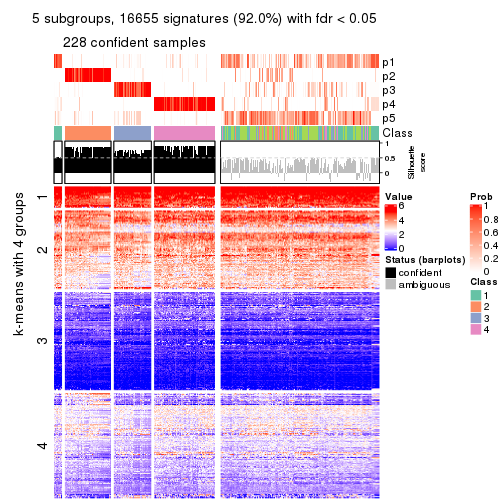 5 subgroups, 16655 signatures (92.0%) with fdr < 0.05
228 confident samples
p1
p2
p3
p4
p5
Class
1
0.5
0
Silhouette
score
k-means with 4 groups
1
2
3
4
Value
6
4
2
0
Status (barplots)
confident
ambiguous
Prob
1
0.8
0.6
0.4
0.2
0
Class
1
2
3
4